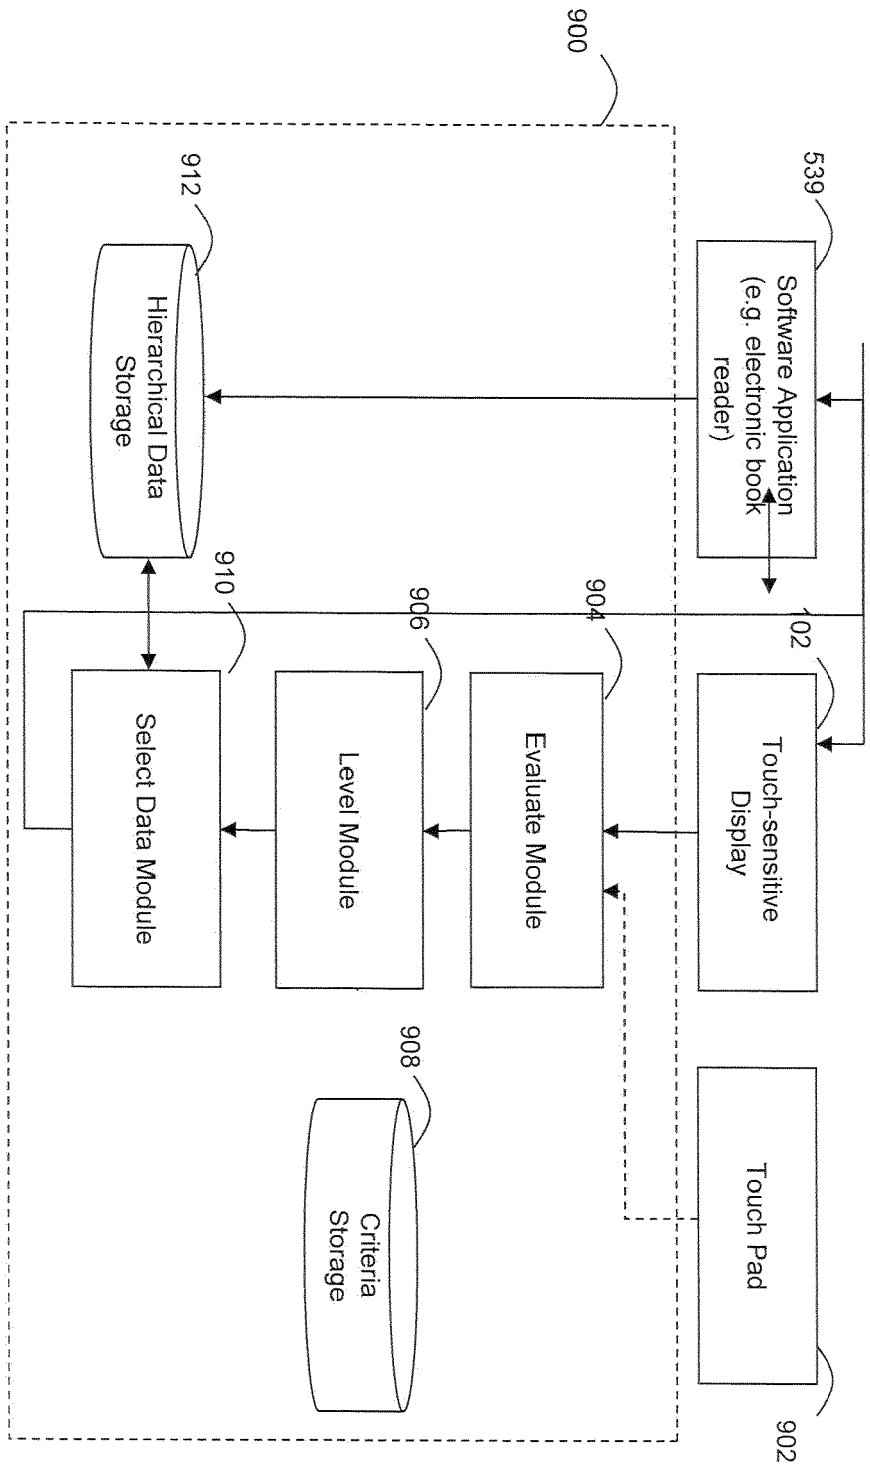 900
539
Software Application
(e.g. electronic book
reader)
102
Touch-sensitive
Display
902
Touch Pad
904
Evaluate Module
906
Level Module
908
Criteria
Storage
910
Select Data Module
912
Hierarchical Data
Storage